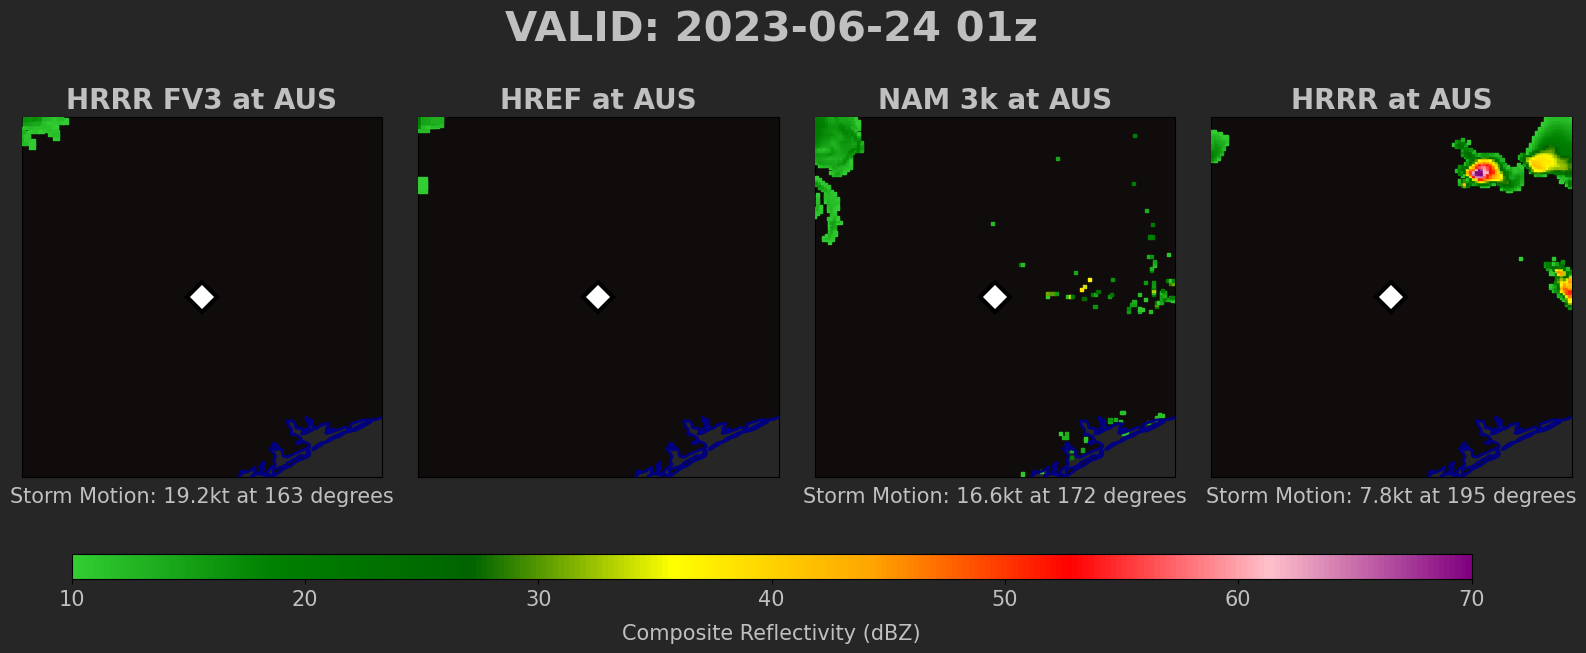 VALID: 2023-06-24 01z
HRRR FV3 at AUS
HREF at AUS
NAM 3k at AUS
HRRR at AUS
Storm Motion: 19.2kt at 163 degrees
Storm Motion: 16.6kt at 172 degrees
Storm Motion: 7.8kt at 195 degrees
10 20 30 40 50 60 70
Composite Reflectivity (dBZ)